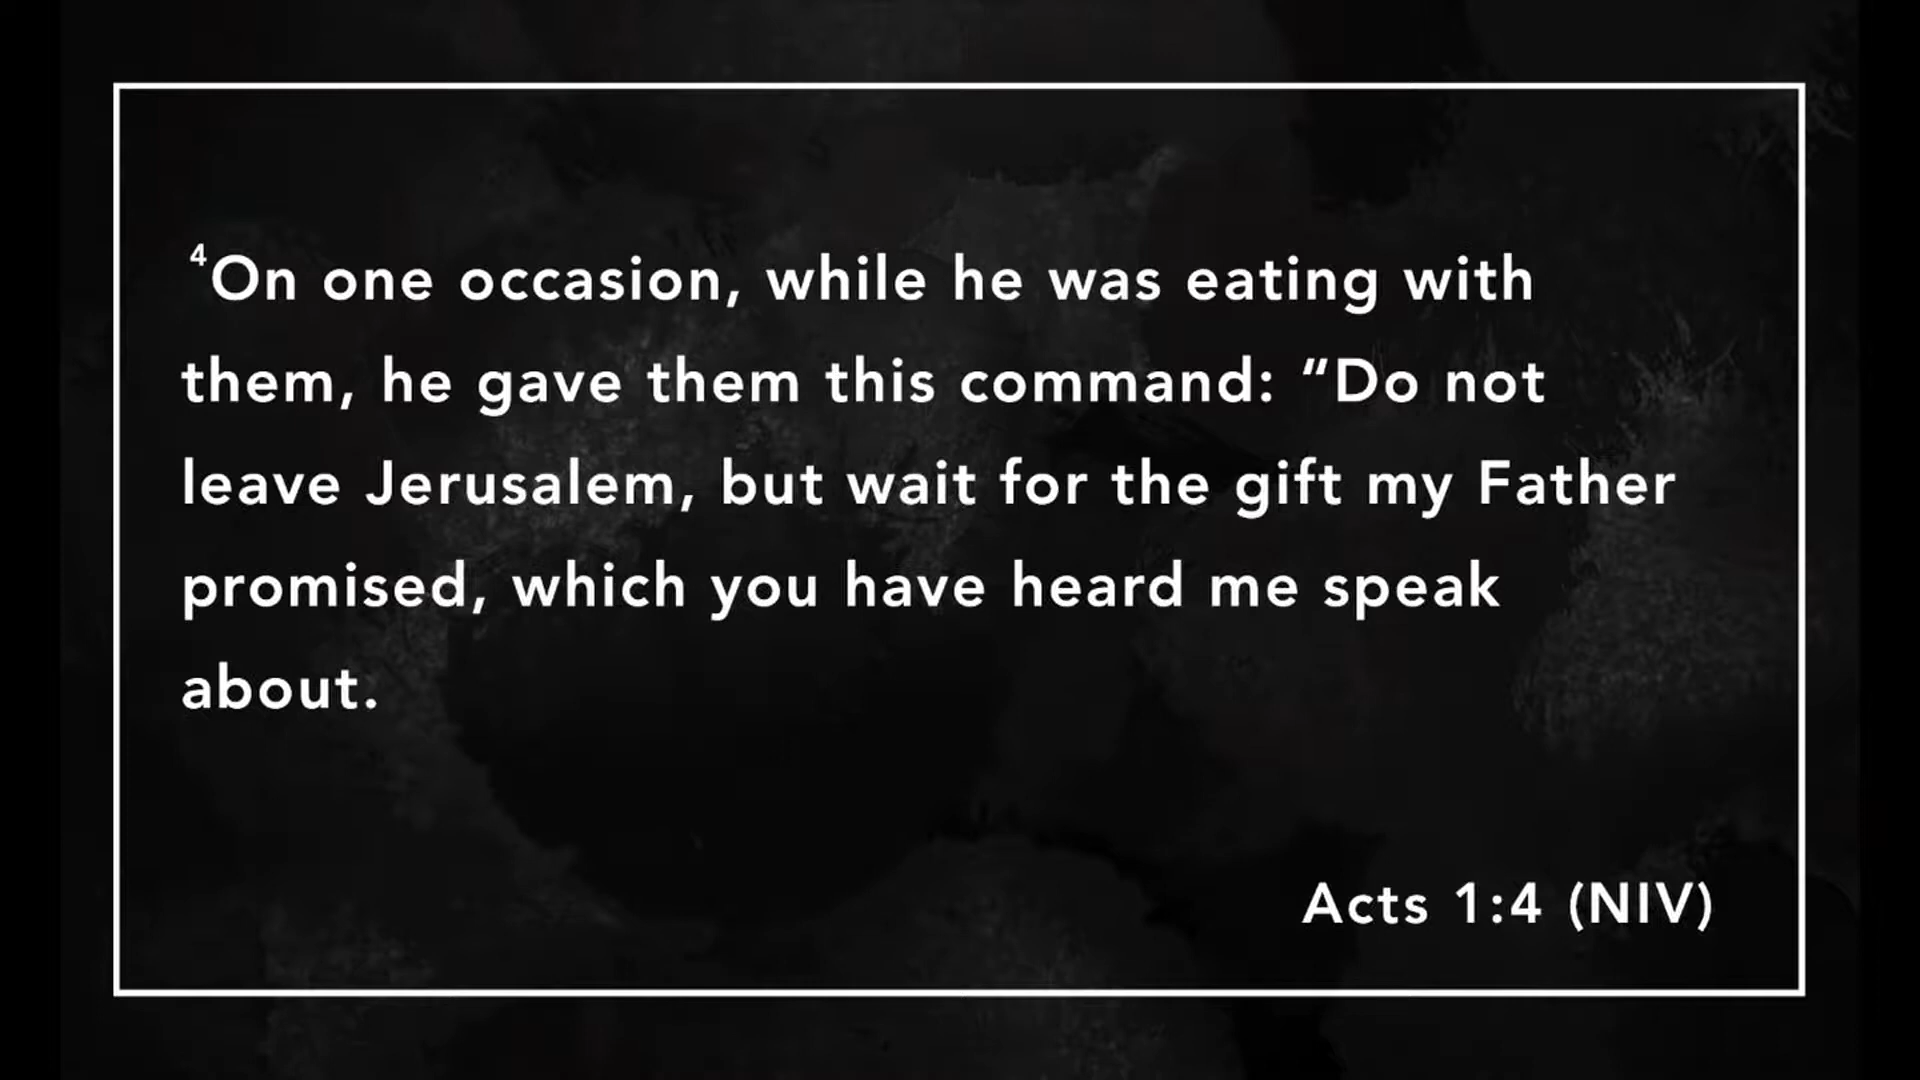 ⁴On one occasion, while he was eating with
them, he gave them this command: “Do not
leave Jerusalem, but wait for the gift my Father
promised, which you have heard me speak
about.
Acts 1:4 (NIV)